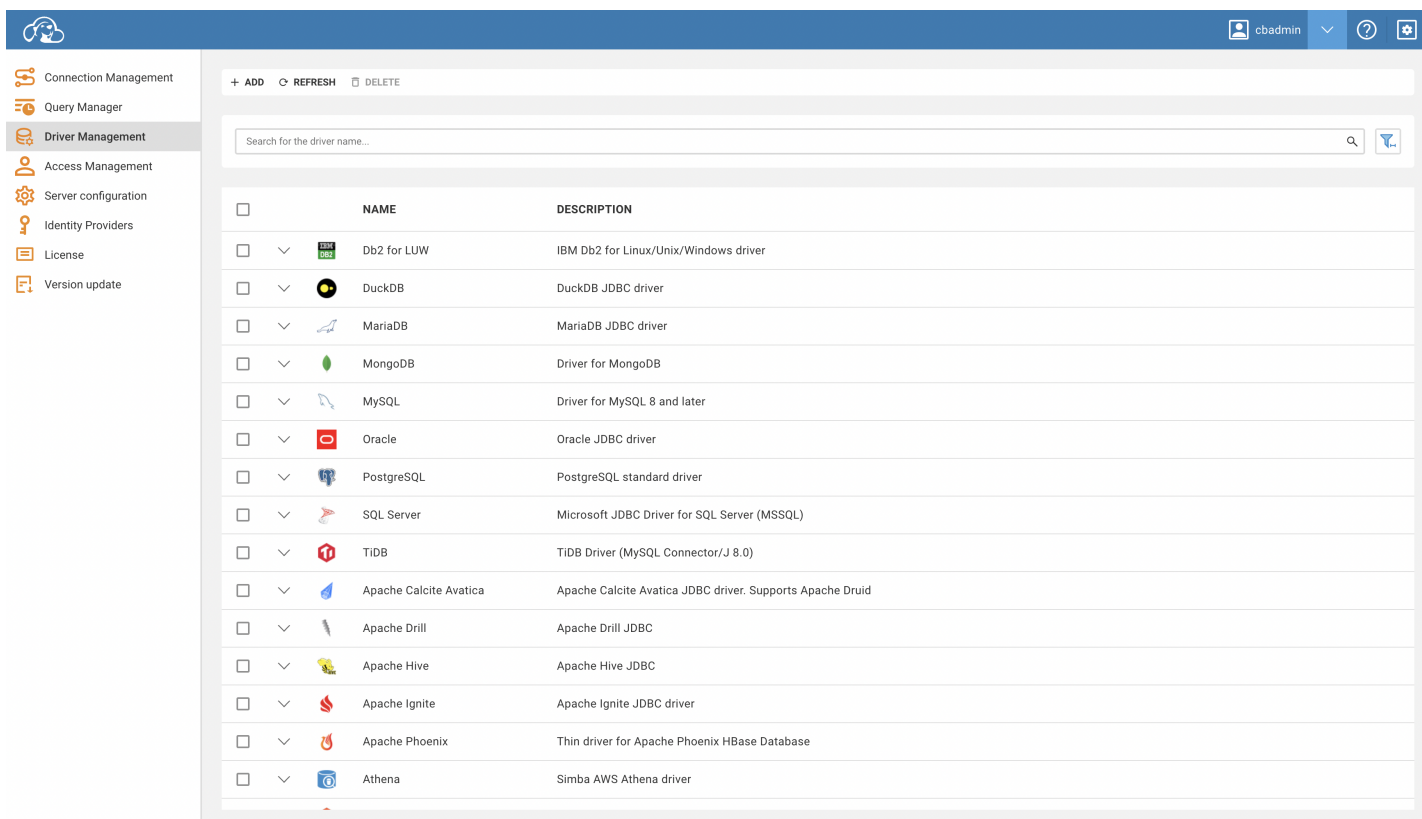 cbadmin
Connection Management
Query Manager
Driver Management
Access Management
Server configuration
Identity Providers
License
Version update
+ ADD REFRESH DELETE
Search for the driver name...
NAME DESCRIPTION
IBM DB2 Db2 for LUW IBM Db2 for Linux/Unix/Windows driver
DuckDB DuckDB JDBC driver
MariaDB MariaDB JDBC driver
MongoDB Driver for MongoDB
MySQL Driver for MySQL 8 and later
Oracle Oracle JDBC driver
PostgreSQL PostgreSQL standard driver
SQL Server Microsoft JDBC Driver for SQL Server (MSSQL)
TiDB TiDB Driver (MySQL Connector/J 8.0)
Apache Calcite Avatica Apache Calcite Avatica JDBC driver. Supports Apache Druid
Apache Drill Apache Drill JDBC
Apache Hive Apache Hive JDBC
Apache Ignite Apache Ignite JDBC driver
Apache Phoenix Thin driver for Apache Phoenix HBase Database
Athena Simba AWS Athena driver